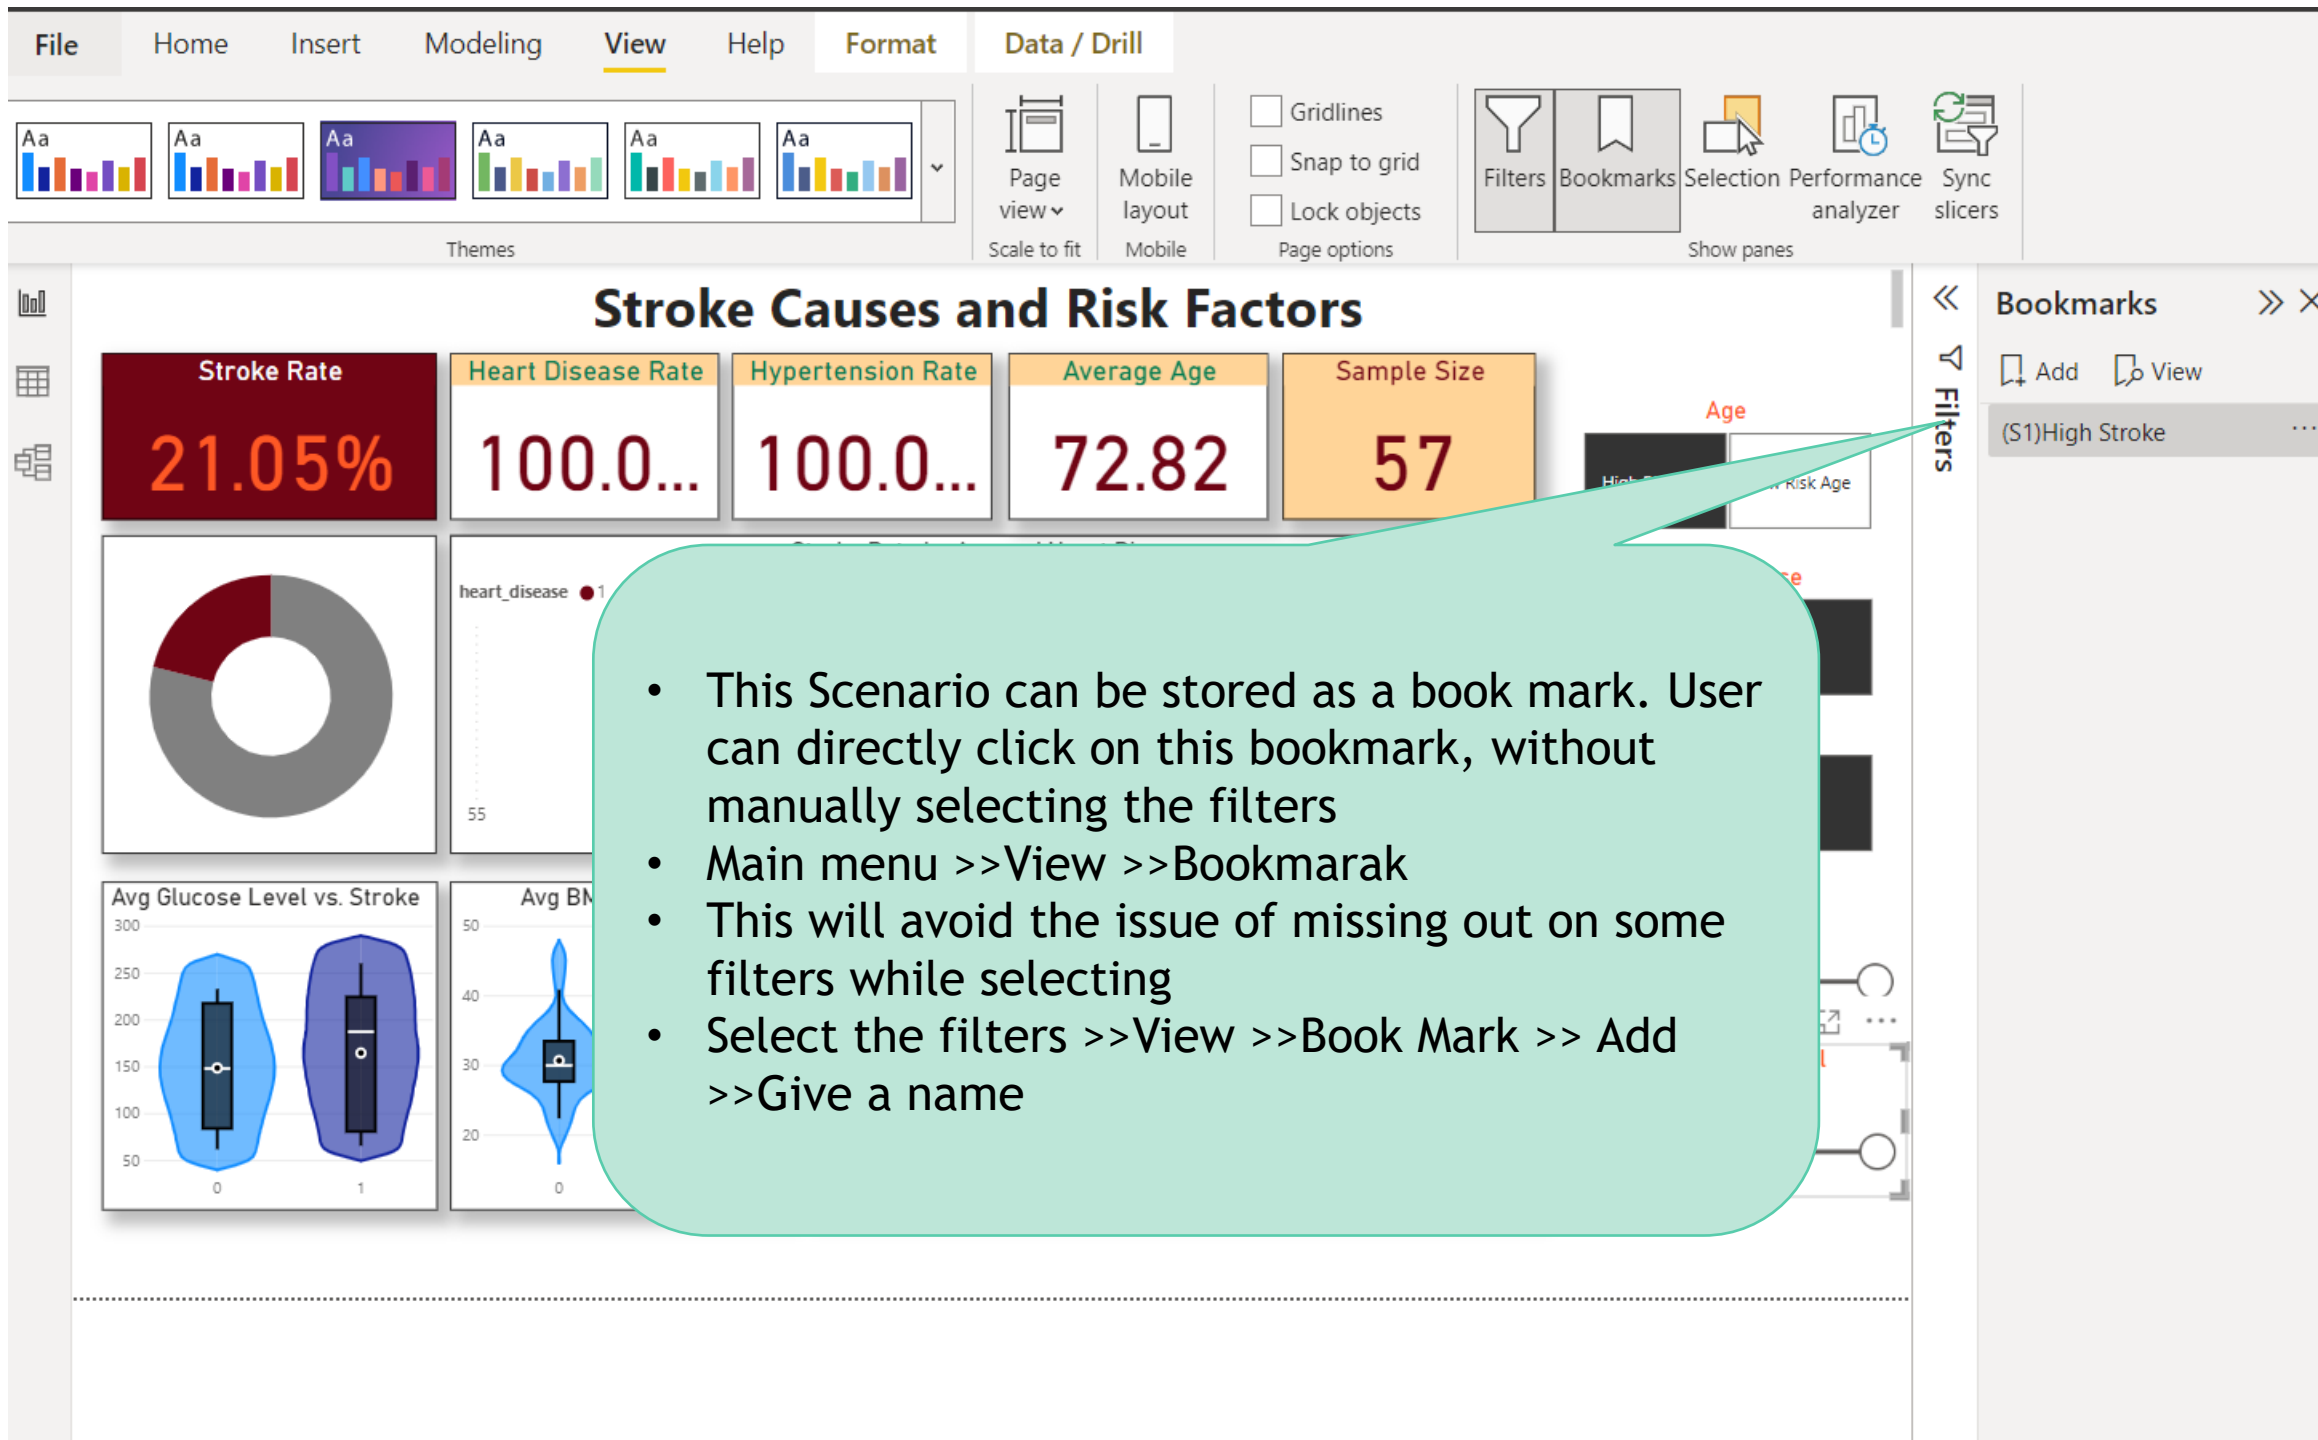 File Home Insert Modeling View Help Format Data / Drill
Aa Aa Aa Aa Aa Aa
Page view
Mobile layout
Gridlines
Snap to grid
Lock objects
Filters Bookmarks Selection Performance analyzer Sync slicers
Themes Scale to fit Mobile Page options Show panes
Stroke Causes and Risk Factors
Stroke Rate
21.05%
Heart Disease Rate
100.0...
Hypertension Rate
100.0...
Average Age
72.82
Sample Size
57
Age
Risk Age
Filters
Bookmarks
Add View
(S1)High Stroke ...
heart_disease 1
55
• This Scenario can be stored as a book mark. User
can directly click on this bookmark, without
manually selecting the filters
• Main menu >>View >>Bookmarak
• This will avoid the issue of missing out on some
filters while selecting
• Select the filters >>View >>Book Mark >> Add
>>Give a name
Avg Glucose Level vs. Stroke
300
250
200
150
100
50
0 1
Avg
50
40
30
20
0